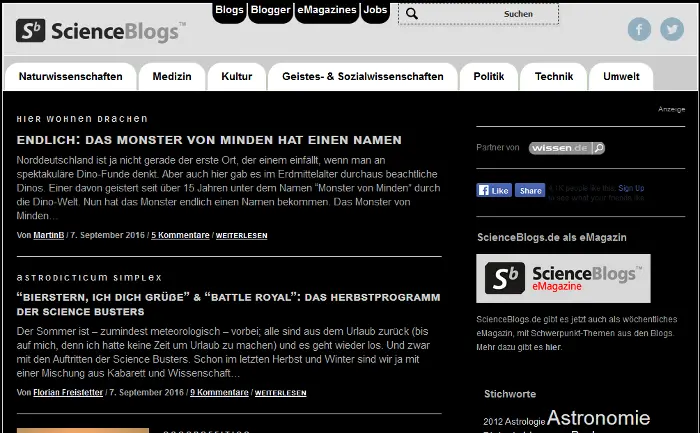 Blogs Blogger eMagazines Jobs Suchen
Sb ScienceBlogs™
Naturwissenschaften Medizin Kultur Geistes- & Sozialwissenschaften Politik Technik Umwelt
Anzeige
HIER WOHNEN DRACHEN
ENDLICH: DAS MONSTER VON MINDEN HAT EINEN NAMEN
Norddeutschland ist ja nicht gerade der erste Ort, der einem einfällt, wenn man an
spektakuläre Dino-Funde denkt. Aber auch hier gab es im Erdmittelalter durchaus beachtliche
Dinos. Einer davon geistert seit über 15 Jahren unter dem Namen “Monster von Minden” durch
die Dino-Welt. Nun hat das Monster endlich einen Namen bekommen. Das Monster von
Minden…
Von MartinB / 7. September 2016 / 5 Kommentare / WEITERLESEN
ASTRODICTICUM SIMPLEX
“BIERSTERN, ICH DICH GRÜẞE” & “BATTLE ROYAL”: DAS HERBSTPROGRAMM
DER SCIENCE BUSTERS
Der Sommer ist – zumindest meteorologisch – vorbei; alle sind aus dem Urlaub zurück (bis
auf mich, denn ich hatte keine Zeit um Urlaub zu machen) und es geht wieder los. Und zwar
mit den Auftritten der Science Busters. Schon im letzten Herbst und Winter sind wir ja mit
einer Mischung aus Kabarett und Wissenschaft…
Von Florian Freistetter / 7. September 2016 / 9 Kommentare / WEITERLESEN
Partner von wissen.de
Like Share people like this. Sign Up
to see what your friends like.
ScienceBlogs.de als eMagazin
Sb ScienceBlogs™
eMagazine
ScienceBlogs.de gibt es jetzt auch als wöchentliches
eMagazin, mit Schwerpunkt-Themen aus den Blogs.
Mehr dazu gibt es hier.
Stichworte
2012 Astrologie Astronomie